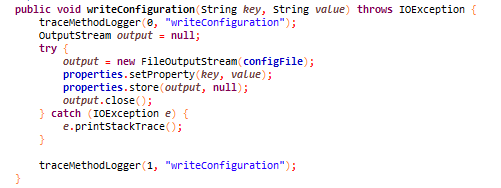 public void writeConfiguration(String key, String value) throws IOException {
    traceMethodLogger(0, "writeConfiguration");
    OutputStream output = null;
    try {
        output = new FileOutputStream(configFile);
        properties.setProperty(key, value);
        properties.store(output, null);
        output.close();
    } catch (IOException e) {
        e.printStackTrace();
    }

    traceMethodLogger(1, "writeConfiguration");
}